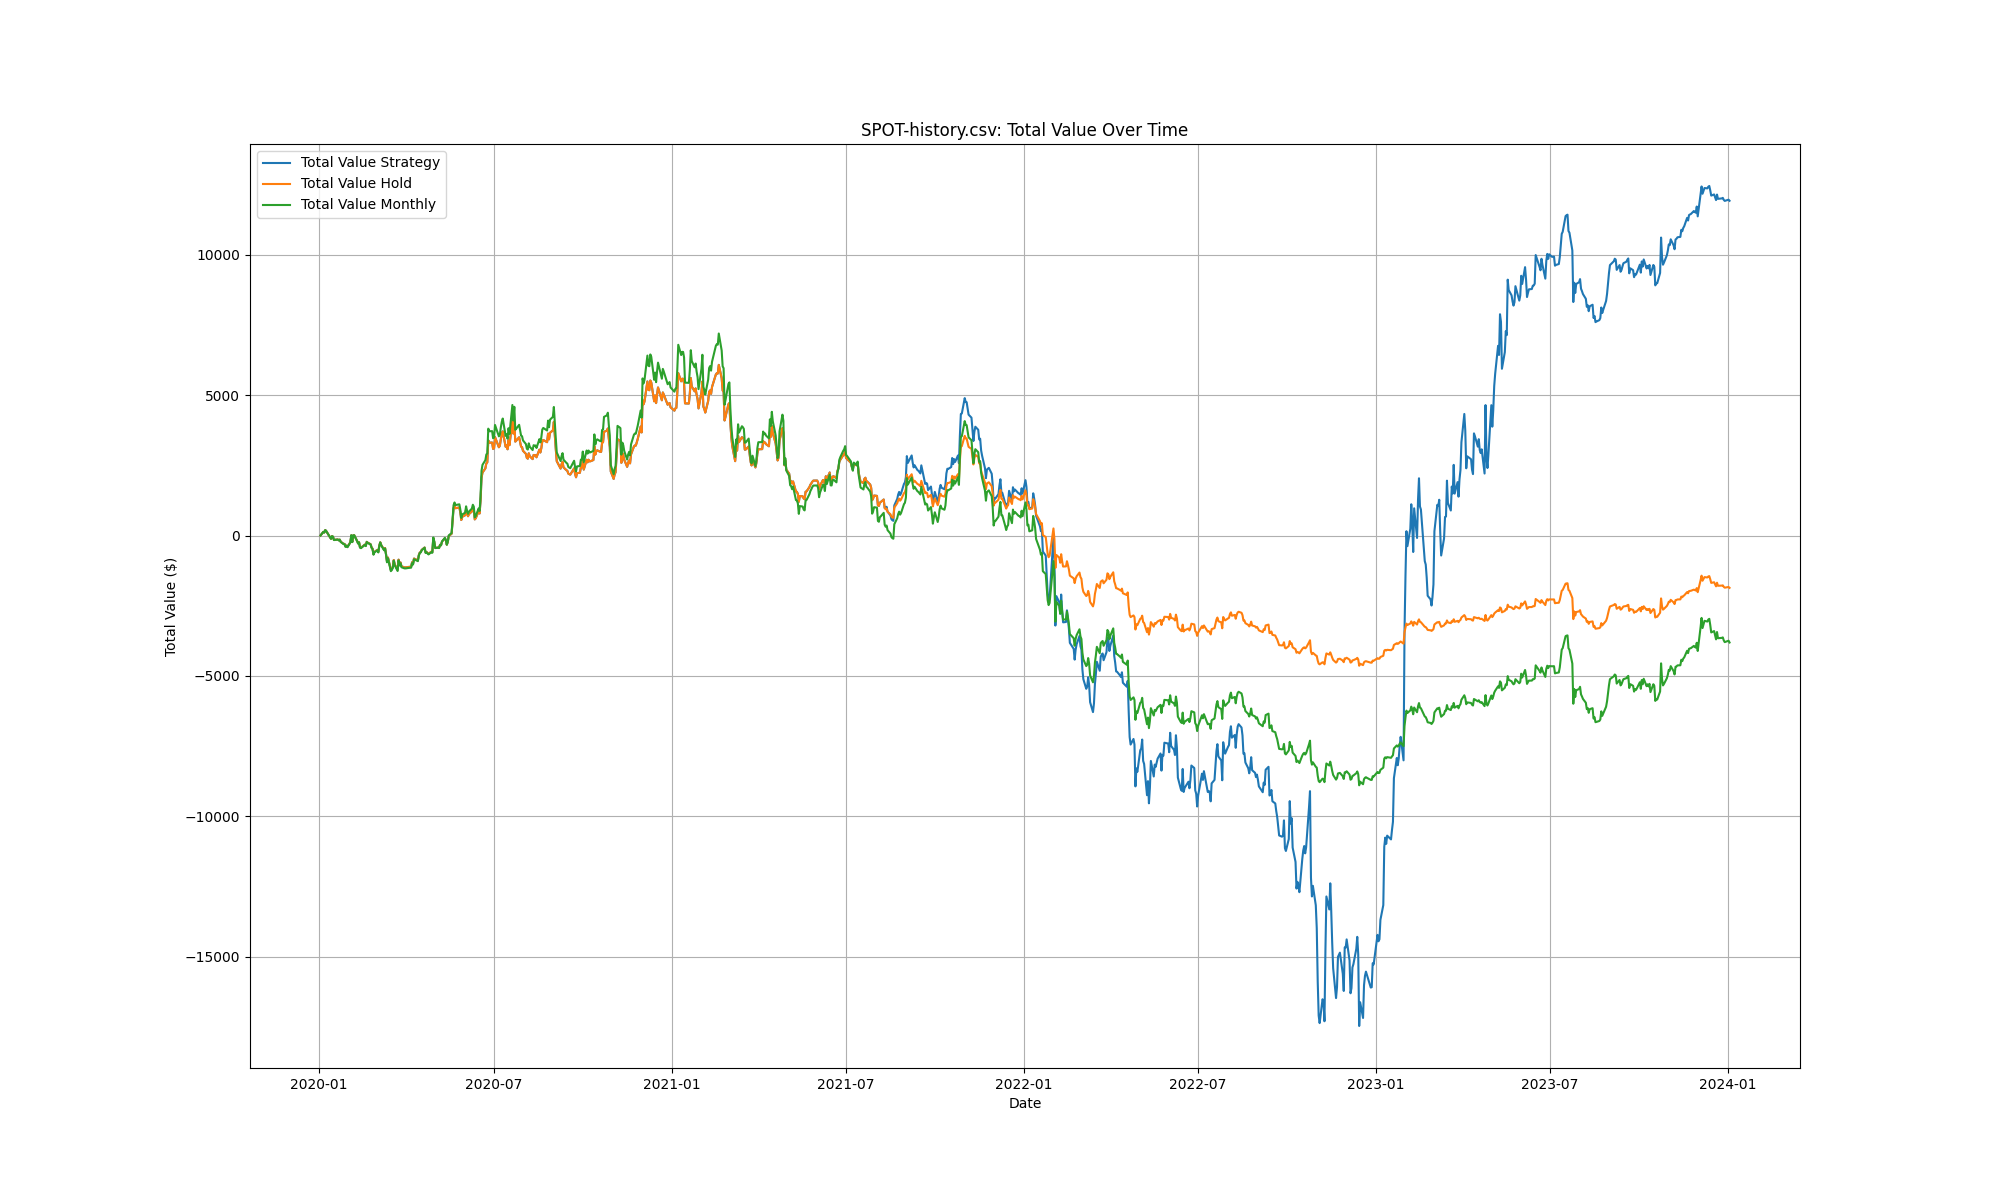 SPOT-history.csv: Total Value Over Time
Total Value Strategy
Total Value Hold
Total Value Monthly
10000
5000
0
−5000
−10000
−15000
Total Value ($)
2020-01 2020-07 2021-01 2021-07 2022-01 2022-07 2023-01 2023-07 2024-01
Date